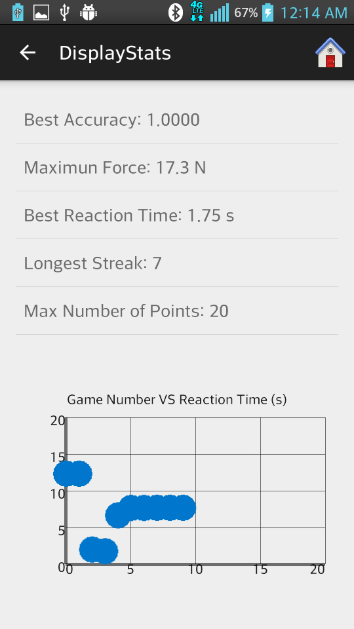 4G
LTE
67%
12:14 AM
DisplayStats
Best Accuracy: 1.0000
Maximun Force: 17.3 N
Best Reaction Time: 1.75 s
Longest Streak: 7
Max Number of Points: 20
Game Number VS Reaction Time (s)
20
15
10
5
0
0 5 10 15 20